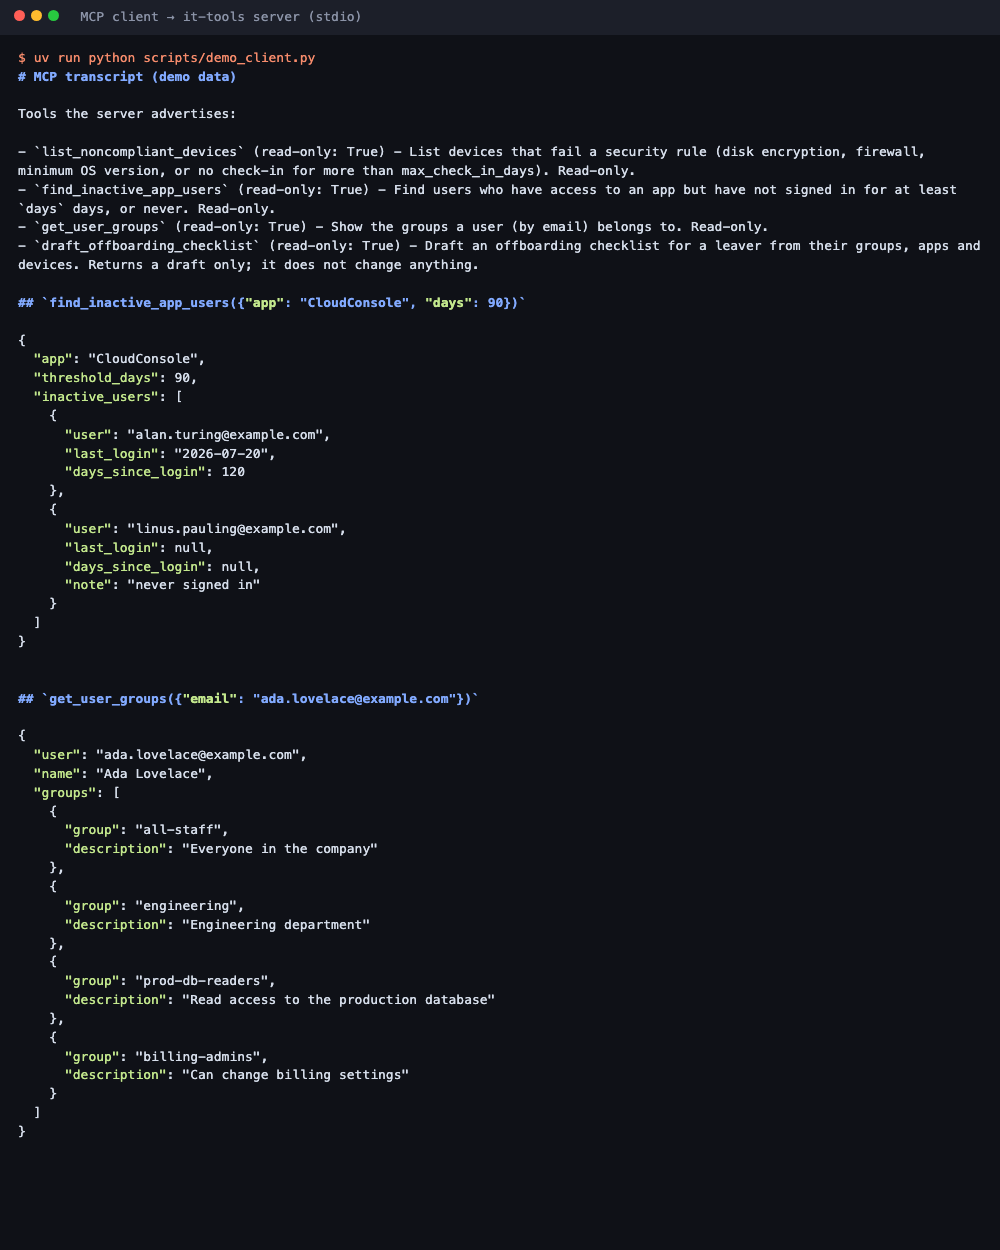 MCP client → it-tools server (stdio)
$ uv run python scripts/demo_client.py
# MCP transcript (demo data)
Tools the server advertises:
– `list_noncompliant_devices` (read-only: True) – List devices that fail a security rule (disk encryption, firewall,
minimum OS version, or no check-in for more than max_check_in_days). Read-only.
– `find_inactive_app_users` (read-only: True) – Find users who have access to an app but have not signed in for at least
`days` days, or never. Read-only.
– `get_user_groups` (read-only: True) – Show the groups a user (by email) belongs to. Read-only.
– `draft_offboarding_checklist` (read-only: True) – Draft an offboarding checklist for a leaver from their groups, apps and
devices. Returns a draft only; it does not change anything.
## `find_inactive_app_users({"app": "CloudConsole", "days": 90})`
{
  "app": "CloudConsole",
  "threshold_days": 90,
  "inactive_users": [
    {
      "user": "alan.turing@example.com",
      "last_login": "2026-07-20",
      "days_since_login": 120
    },
    {
      "user": "linus.pauling@example.com",
      "last_login": null,
      "days_since_login": null,
      "note": "never signed in"
    }
  ]
}
## `get_user_groups({"email": "ada.lovelace@example.com"})`
{
  "user": "ada.lovelace@example.com",
  "name": "Ada Lovelace",
  "groups": [
    {
      "group": "all-staff",
      "description": "Everyone in the company"
    },
    {
      "group": "engineering",
      "description": "Engineering department"
    },
    {
      "group": "prod-db-readers",
      "description": "Read access to the production database"
    },
    {
      "group": "billing-admins",
      "description": "Can change billing settings"
    }
  ]
}